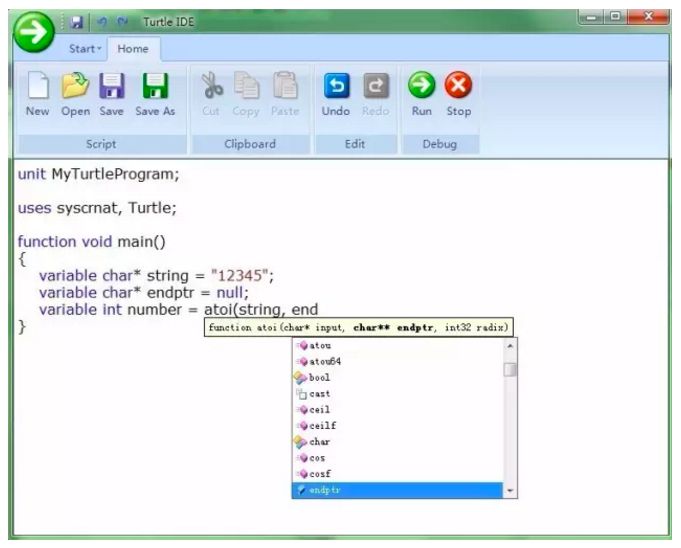 Turtle IDE
Start Home
New Open Save Save As Cut Copy Paste Undo Redo Run Stop
Script Clipboard Edit Debug
unit MyTurtleProgram;
uses syscrnat, Turtle;
function void main()
{
variable char* string = "12345";
variable char* endptr = null;
variable int number = atoi(string, end
}
function atoi(char* input, char** endptr, int32 radix)
atou
atou64
bool
cast
ceil
ceilf
char
cos
cosf
endptr